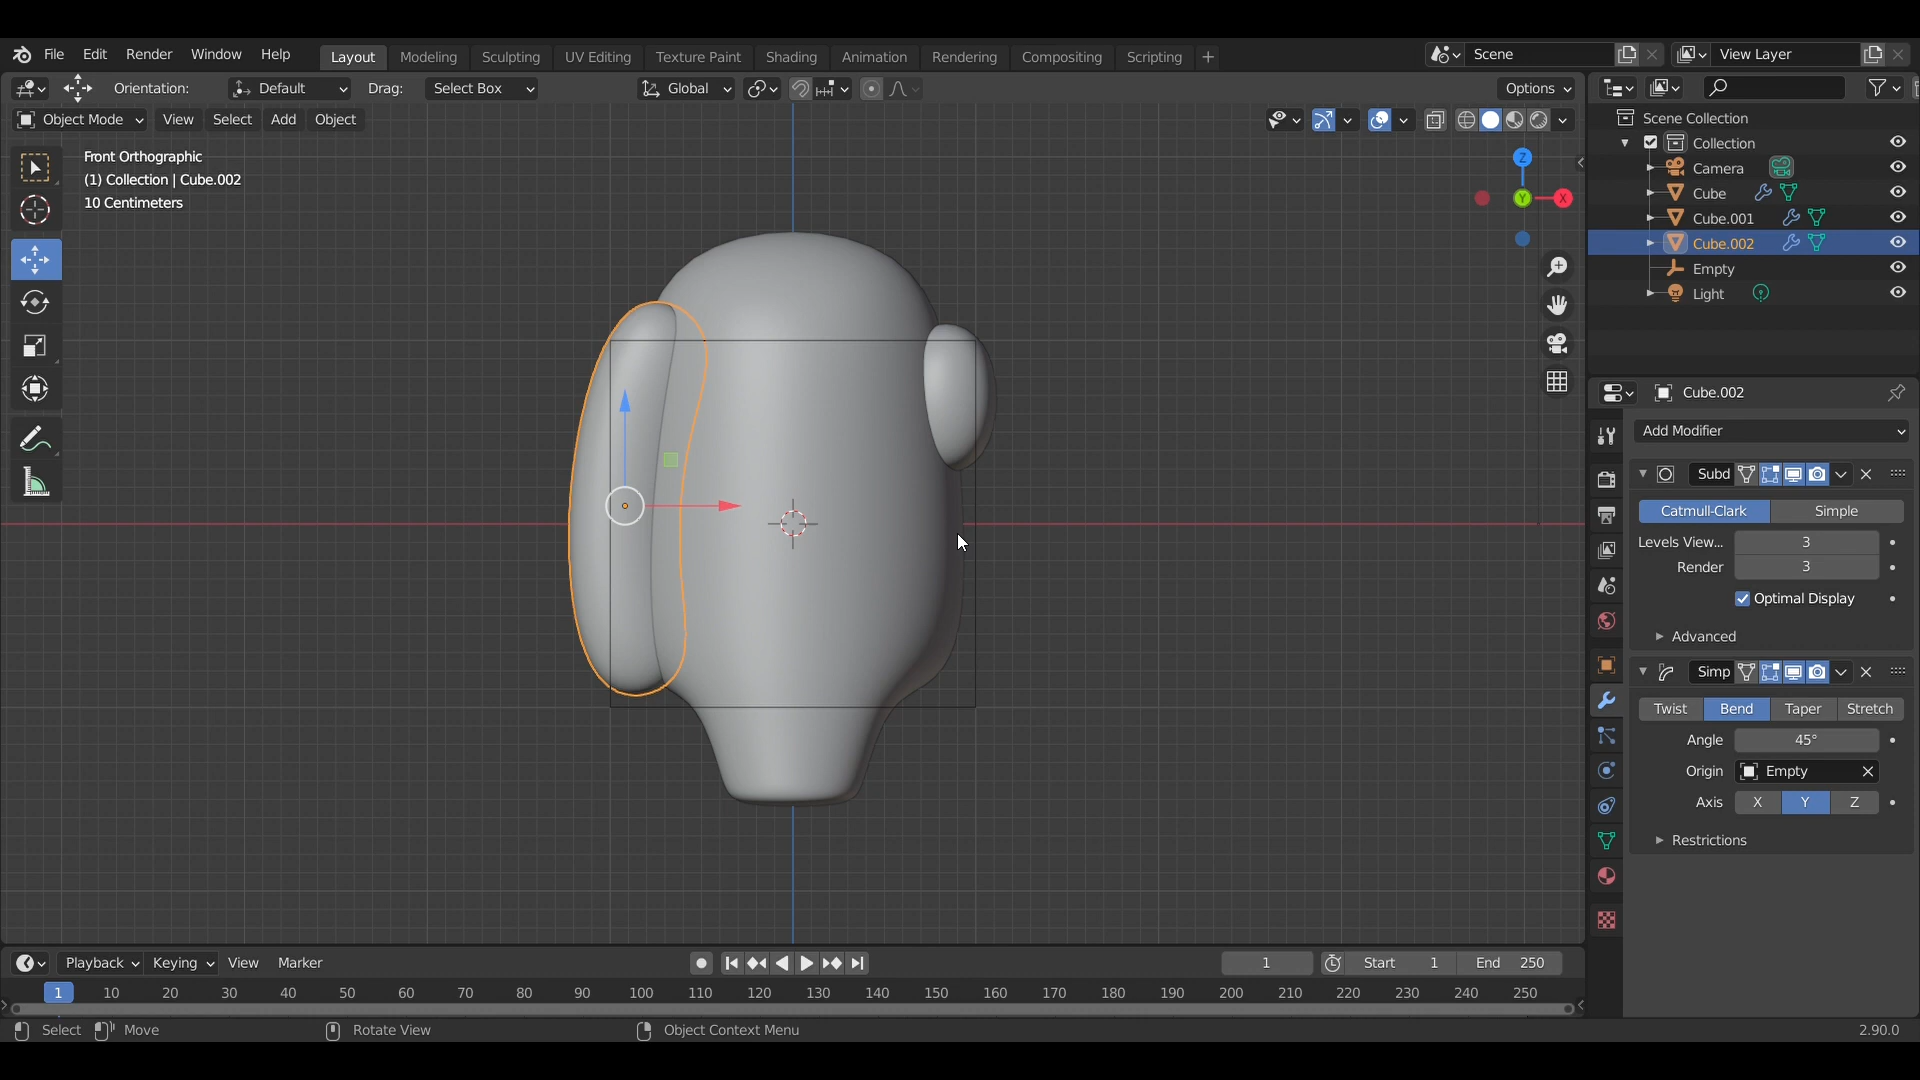 File Edit Render Window Help Layout Modeling Sculpting UV Editing Texture Paint Shading Animation Rendering Compositing Scripting + Scene View Layer
Orientation: Default Drag: Select Box Global Options
Object Mode View Select Add Object
Front Orthographic
(1) Collection | Cube.002
10 Centimeters
Z
X
Y
Scene Collection
Collection
Camera
Cube
Cube.001
Cube.002
Empty
Light
Cube.002
Add Modifier
Subd
Catmull-Clark Simple
Levels View... 3
Render 3
Optimal Display
Advanced
Simp
Twist Bend Taper Stretch
Angle 45°
Origin Empty
Axis X Y Z
Restrictions
Playback Keying View Marker 1 Start 1 End 250
1 10 20 30 40 50 60 70 80 90 100 110 120 130 140 150 160 170 180 190 200 210 220 230 240 250
Select Move Rotate View Object Context Menu 2.90.0